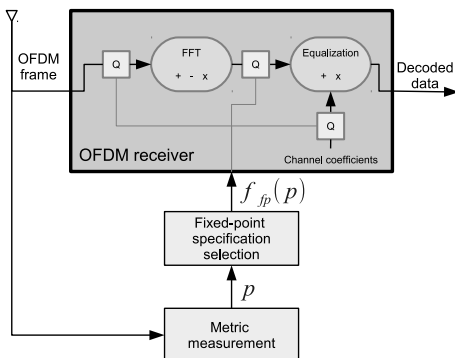 OFDM
frame
Q
FFT
+ - x
Q
Equalization
+ x
Q
Channel coefficients
Decoded
data
OFDM receiver
f_fp(p)
Fixed-point
specification
selection
p
Metric
measurement